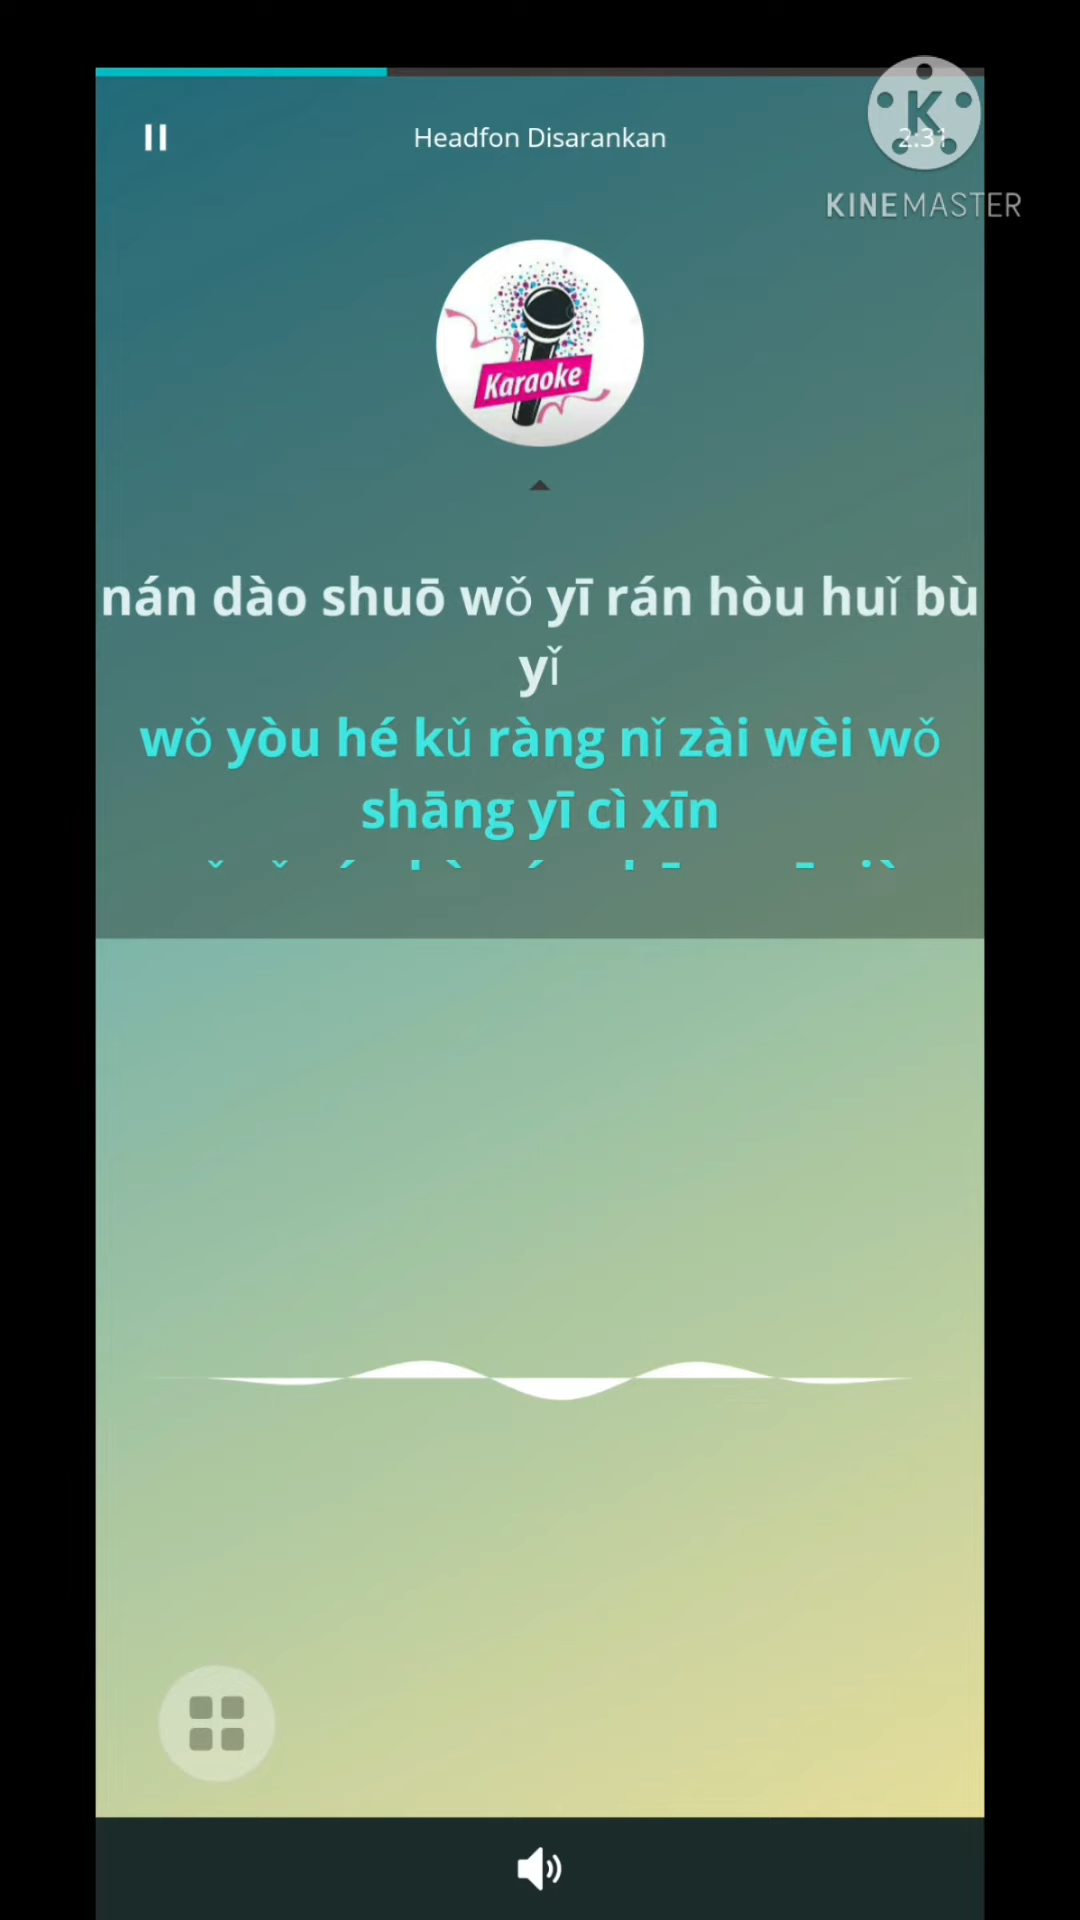 Headfon Disarankan
2:31
KINEMASTER
Karaoke
nán dào shuō wǒ yī rán hòu huǐ bù
yǐ
wǒ yòu hé kǔ ràng nǐ zài wèi wǒ
shāng yī cì xīn